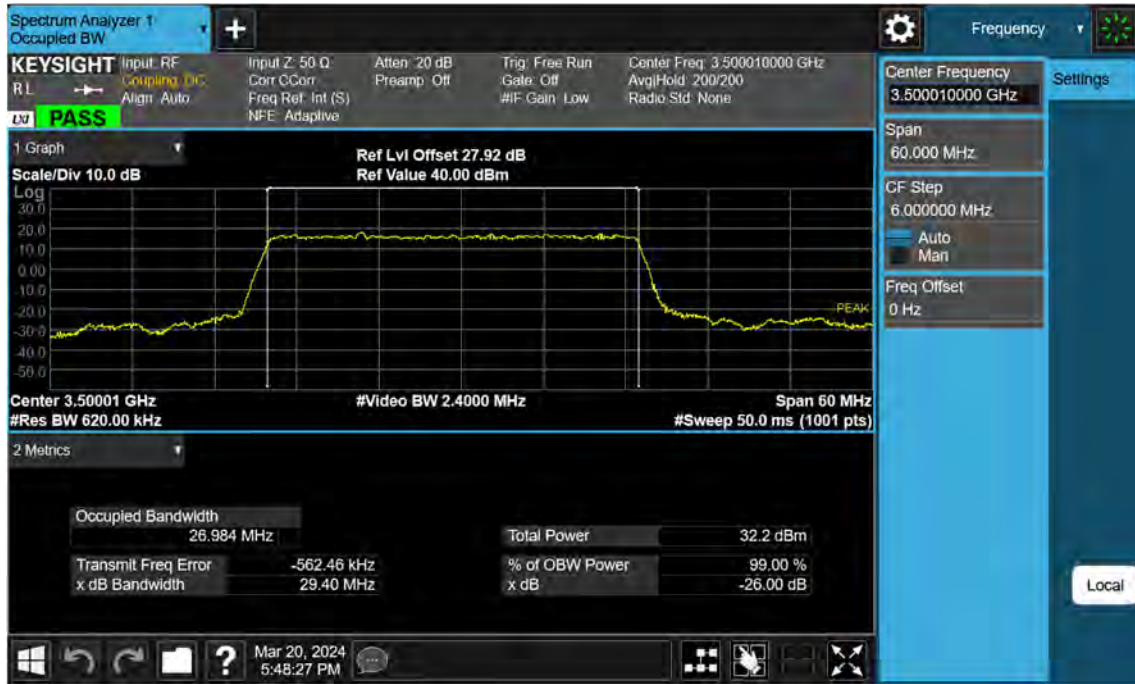 Spectrum Analyzer 1
Occupied BW
+
Frequency
KEYSIGHT
R L
LXI PASS
Input: RF
Coupling: DC
Align: Auto
Input Z: 50 Ω
Corr CCorr
Freq Ref: Int (S)
NFE: Adaptive
Atten: 20 dB
Preamp: Off
Trig: Free Run
Gate: Off
#IF Gain: Low
Center Freq: 3.500010000 GHz
Avg|Hold: 200/200
Radio Std: None
Center Frequency
3.500010000 GHz
Settings
Span
60.000 MHz
CF Step
6.000000 MHz
Auto
Man
Freq Offset
0 Hz
1 Graph
Scale/Div 10.0 dB
Ref Lvl Offset 27.92 dB
Ref Value 40.00 dBm
Log
30.0
20.0
10.0
0.00
-10.0
-20.0
-30.0
-40.0
-50.0
PEAK
Center 3.50001 GHz
#Video BW 2.4000 MHz
Span 60 MHz
#Res BW 620.00 kHz
#Sweep 50.0 ms (1001 pts)
2 Metrics
Occupied Bandwidth
26.984 MHz
Total Power 32.2 dBm
Transmit Freq Error -562.46 kHz
% of OBW Power 99.00 %
x dB Bandwidth 29.40 MHz
x dB -26.00 dB
Local
?
Mar 20, 2024
5:48:27 PM